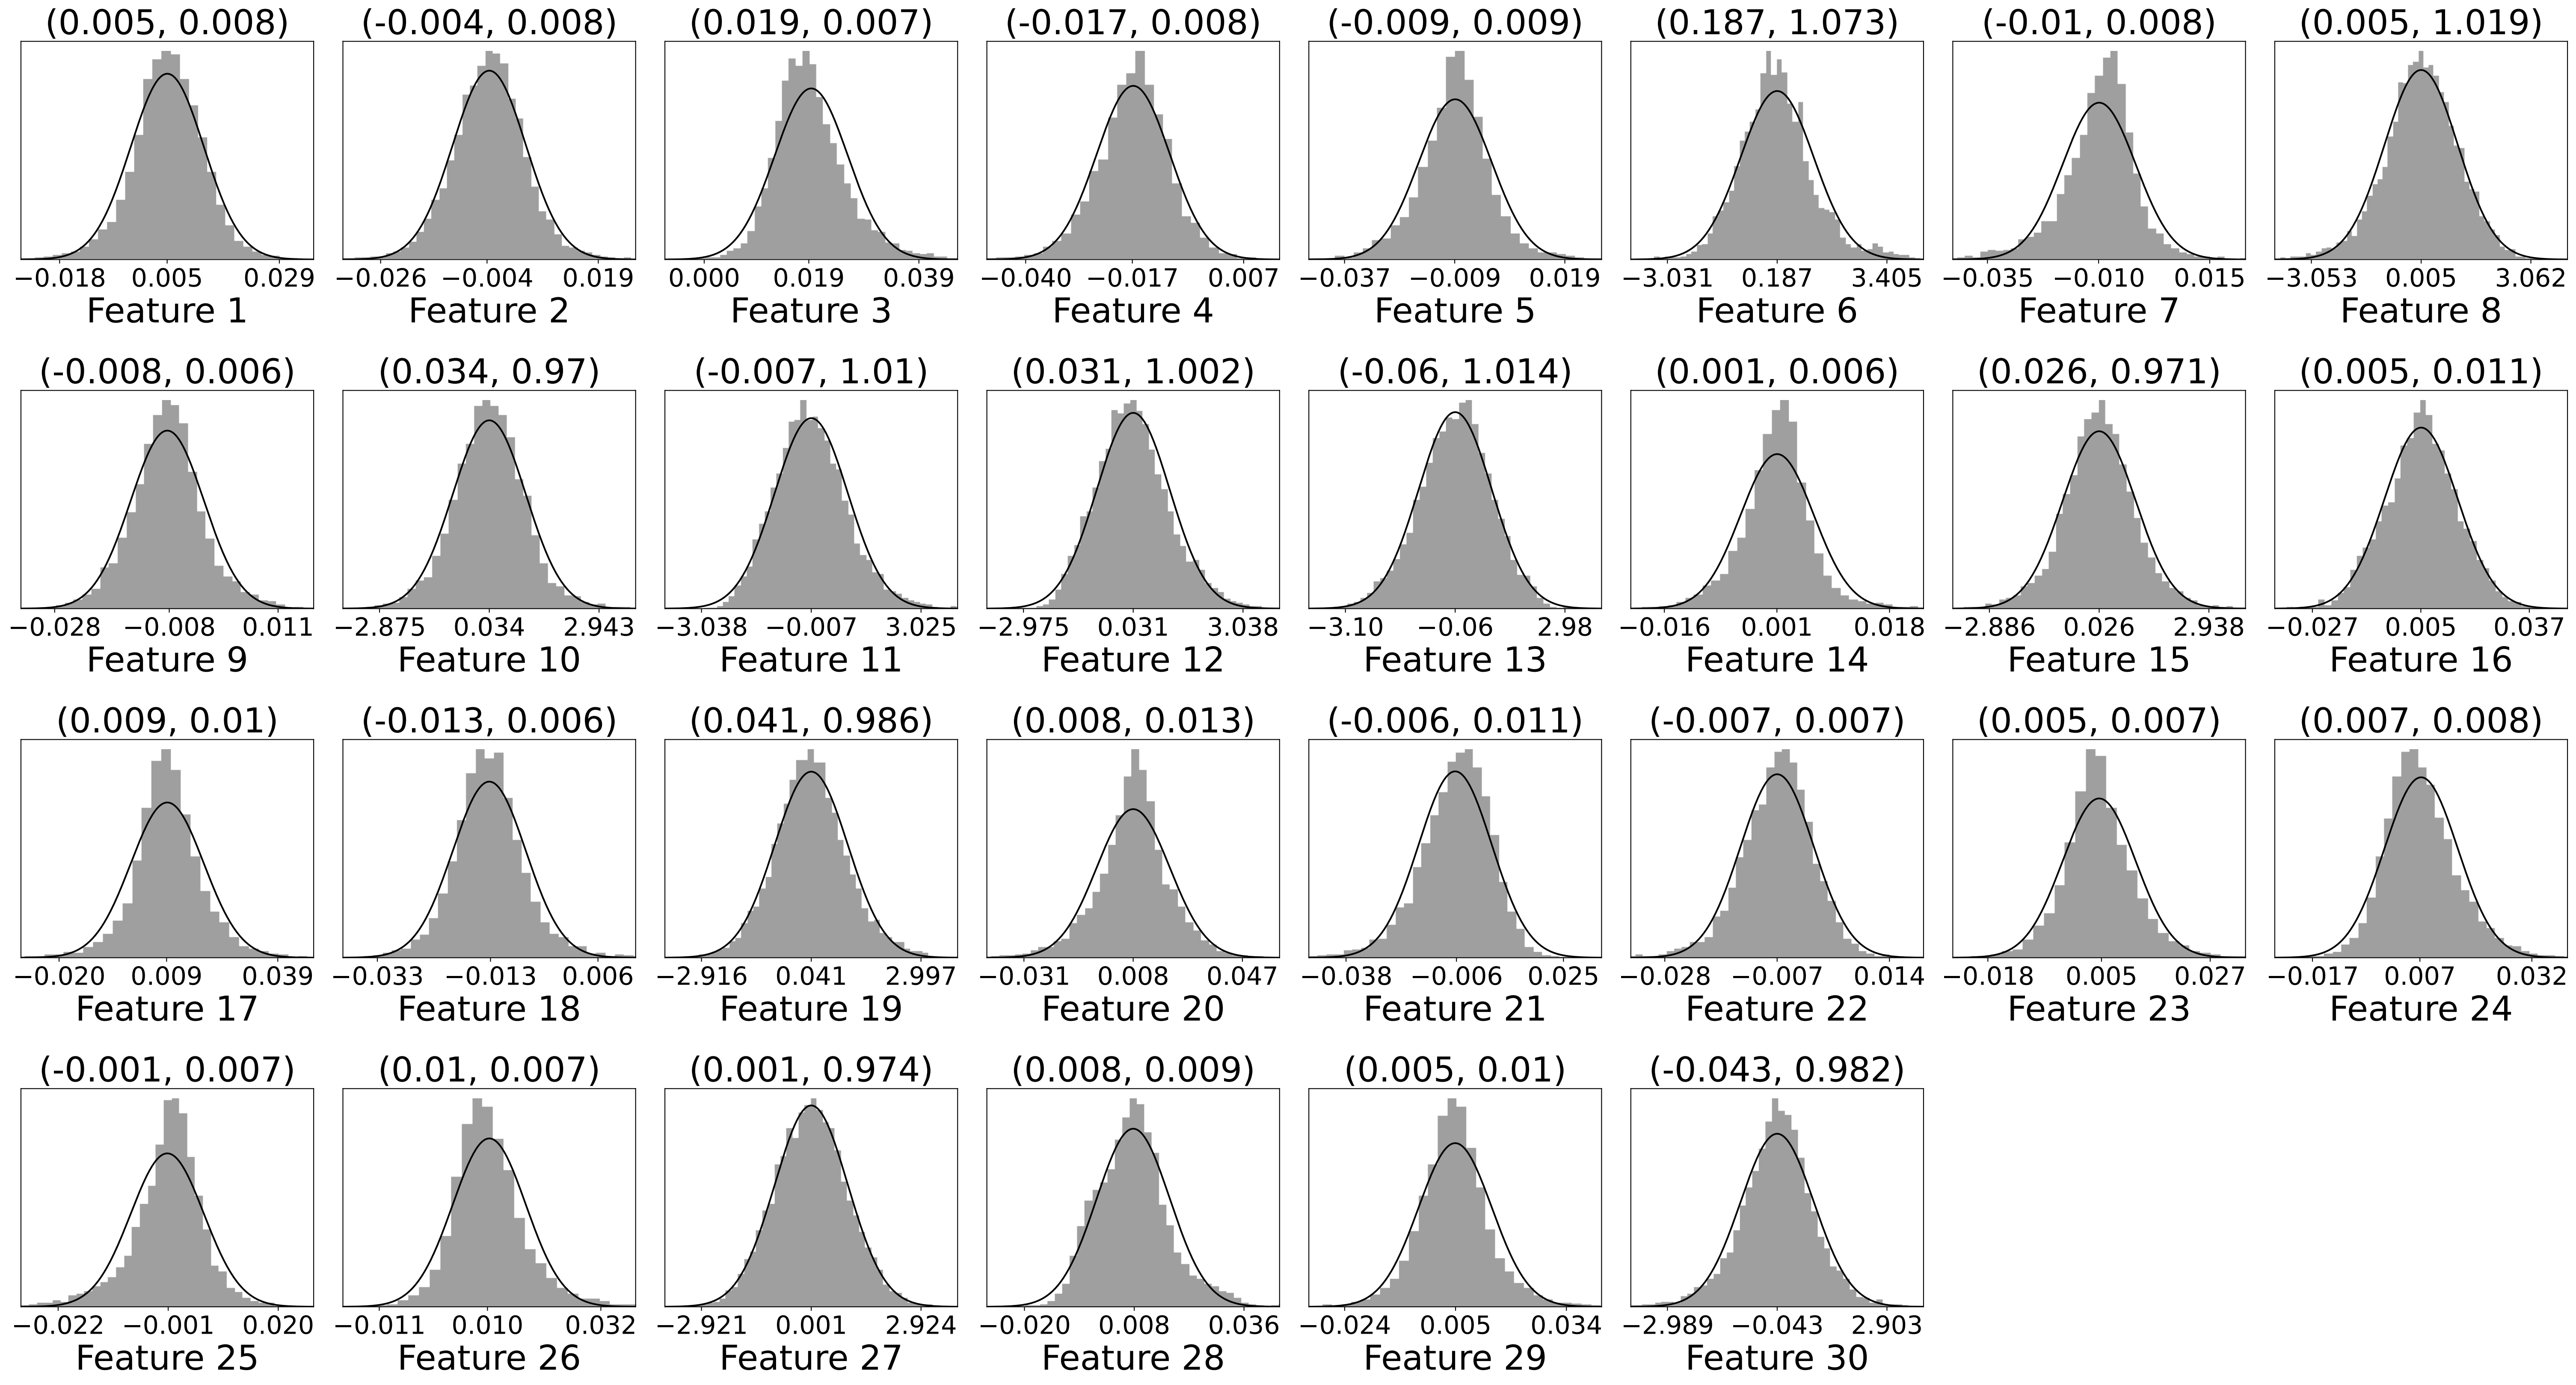 (0.005, 0.008) (-0.004, 0.008) (0.019, 0.007) (-0.017, 0.008) (-0.009, 0.009) (0.187, 1.073) (-0.01, 0.008) (0.005, 1.019)
−0.018 0.005 0.029 −0.026 −0.004 0.019 0.000 0.019 0.039 −0.040 −0.017 0.007 −0.037 −0.009 0.019 −3.031 0.187 3.405 −0.035 −0.010 0.015 −3.053 0.005 3.062
Feature 1 Feature 2 Feature 3 Feature 4 Feature 5 Feature 6 Feature 7 Feature 8
(-0.008, 0.006) (0.034, 0.97) (-0.007, 1.01) (0.031, 1.002) (-0.06, 1.014) (0.001, 0.006) (0.026, 0.971) (0.005, 0.011)
−0.028 −0.008 0.011 −2.875 0.034 2.943 −3.038 −0.007 3.025 −2.975 0.031 3.038 −3.10 −0.06 2.98 −0.016 0.001 0.018 −2.886 0.026 2.938 −0.027 0.005 0.037
Feature 9 Feature 10 Feature 11 Feature 12 Feature 13 Feature 14 Feature 15 Feature 16
(0.009, 0.01) (-0.013, 0.006) (0.041, 0.986) (0.008, 0.013) (-0.006, 0.011) (-0.007, 0.007) (0.005, 0.007) (0.007, 0.008)
−0.020 0.009 0.039 −0.033 −0.013 0.006 −2.916 0.041 2.997 −0.031 0.008 0.047 −0.038 −0.006 0.025 −0.028 −0.007 0.014 −0.018 0.005 0.027 −0.017 0.007 0.032
Feature 17 Feature 18 Feature 19 Feature 20 Feature 21 Feature 22 Feature 23 Feature 24
(-0.001, 0.007) (0.01, 0.007) (0.001, 0.974) (0.008, 0.009) (0.005, 0.01) (-0.043, 0.982)
−0.022 −0.001 0.020 −0.011 0.010 0.032 −2.921 0.001 2.924 −0.020 0.008 0.036 −0.024 0.005 0.034 −2.989 −0.043 2.903
Feature 25 Feature 26 Feature 27 Feature 28 Feature 29 Feature 30